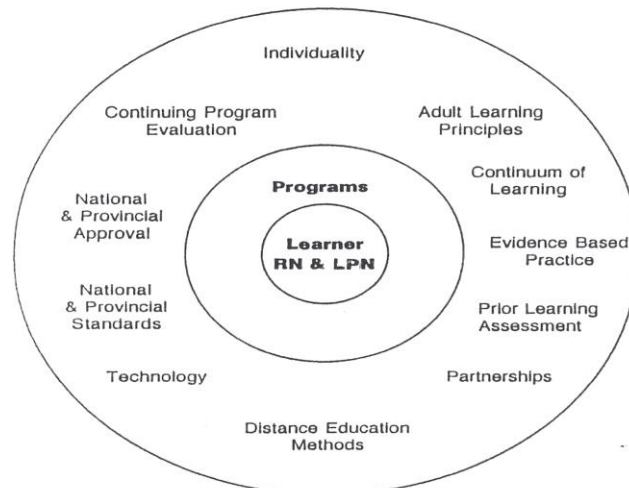 Individuality
Continuing Program
Evaluation
Adult Learning
Principles
Programs
Continuum of
Learning
National
& Provincial
Approval
Learner
RN & LPN
Evidence Based
Practice
National
& Provincial
Standards
Prior Learning
Assessment
Technology
Partnerships
Distance Education
Methods